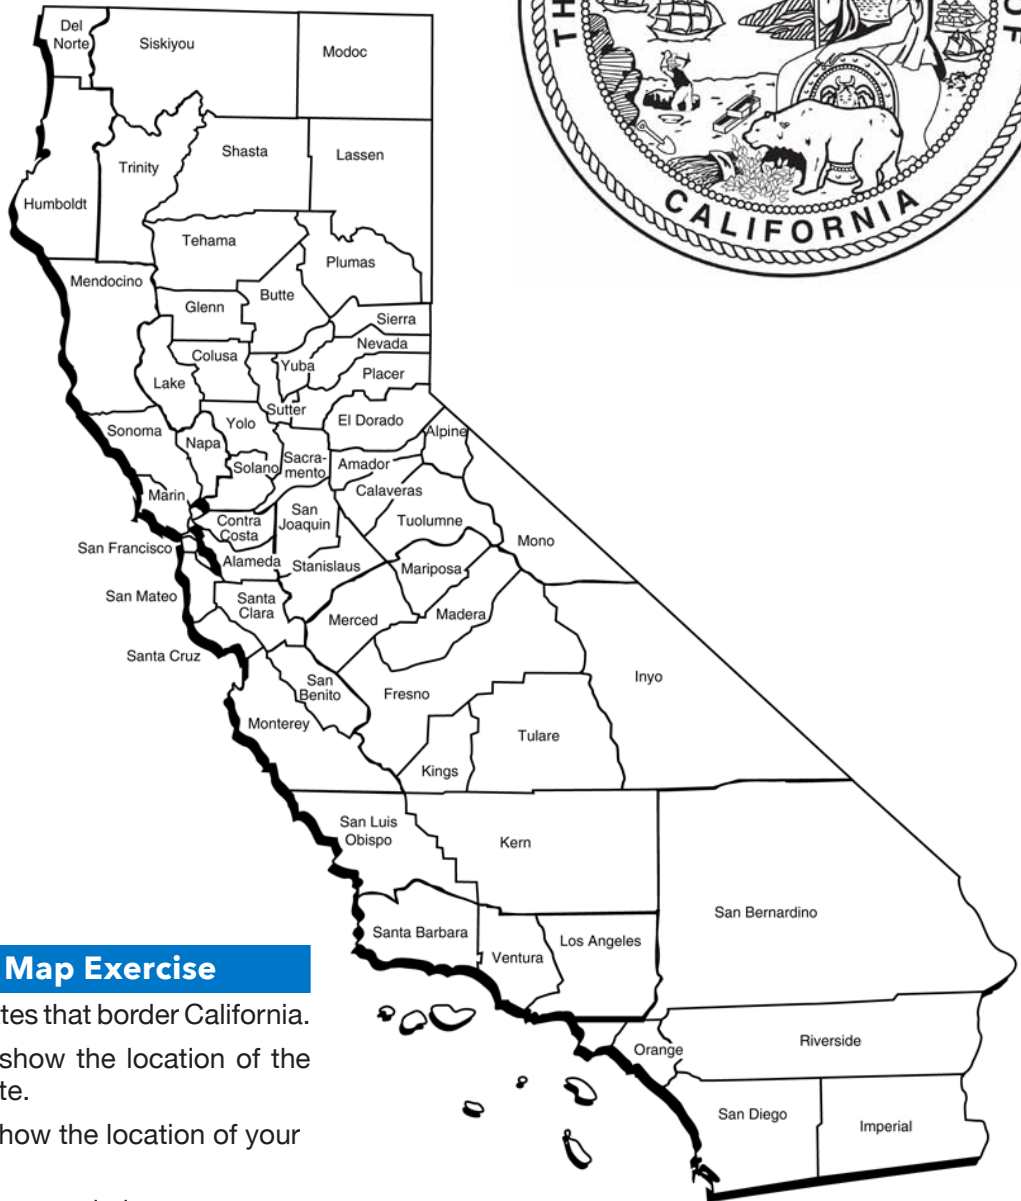 Del
Norte
Siskiyou
Modoc
TH
OF
CALIFORNIA
Shasta
Lassen
Trinity
Humboldt
Tehama
Plumas
Mendocino
Butte
Glenn
Sierra
Nevada
Colusa
Yuba
Placer
Lake
Sutter
El Dorado
Sonoma
Yolo
Alpine
Napa
Sacra-
mento
Solano
Amador
Marin
Calaveras
San
Joaquin
Contra
Costa
Tuolumne
San Francisco
Mono
Alameda
Stanislaus
Mariposa
San Mateo
Santa
Clara
Merced
Madera
Santa Cruz
San
Benito
Fresno
Inyo
Monterey
Tulare
Kings
San Luis
Obispo
Kern
San Bernardino
Santa Barbara
Los Angeles
Ventura
Orange
Riverside
San Diego
Imperial
Map Exercise
tes that border California.
show the location of the
te.
how the location of your